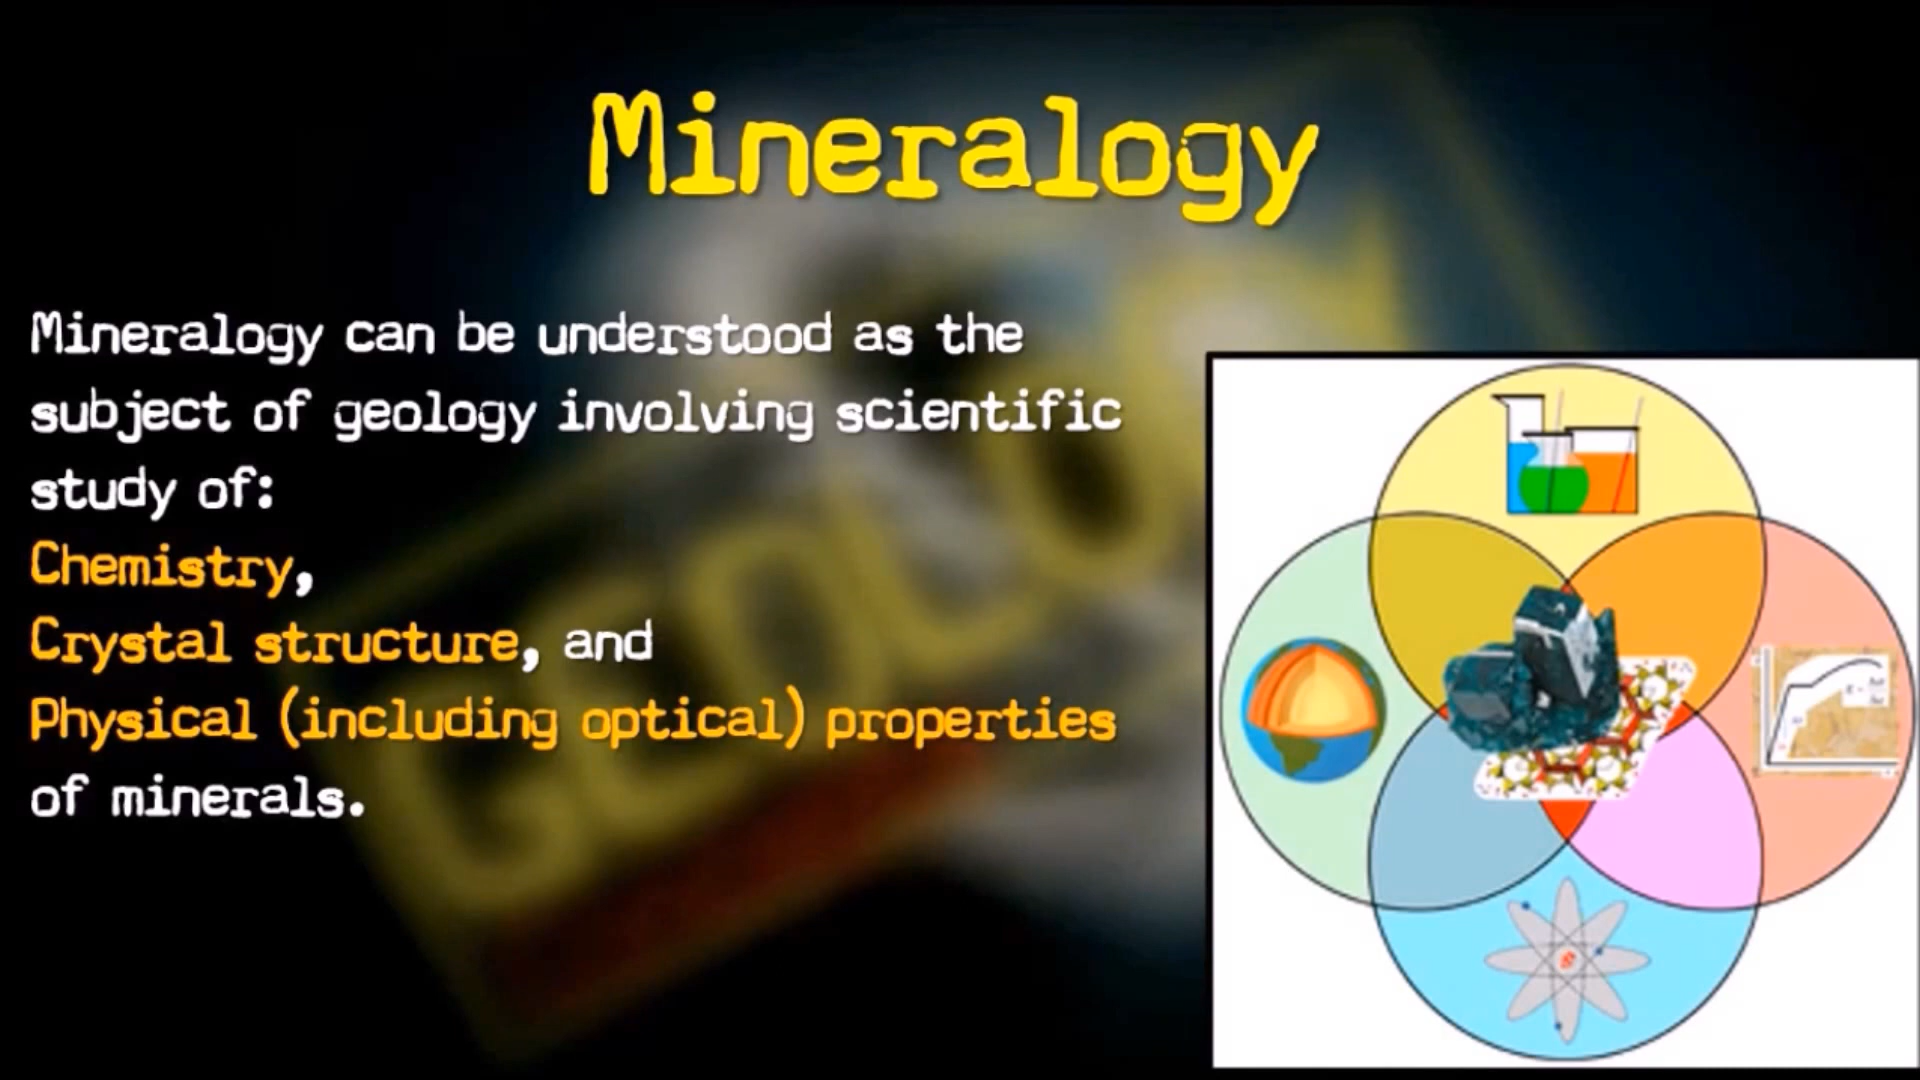 Mineralogy
Mineralogy can be understood as the
subject of geology involving scientific
study of:
Chemistry,
Crystal structure, and
Physical (including optical) properties
of minerals.